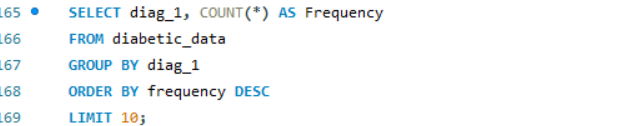 165 SELECT diag_1, COUNT(*) AS Frequency
166 FROM diabetic_data
167 GROUP BY diag_1
168 ORDER BY frequency DESC
169 LIMIT 10;